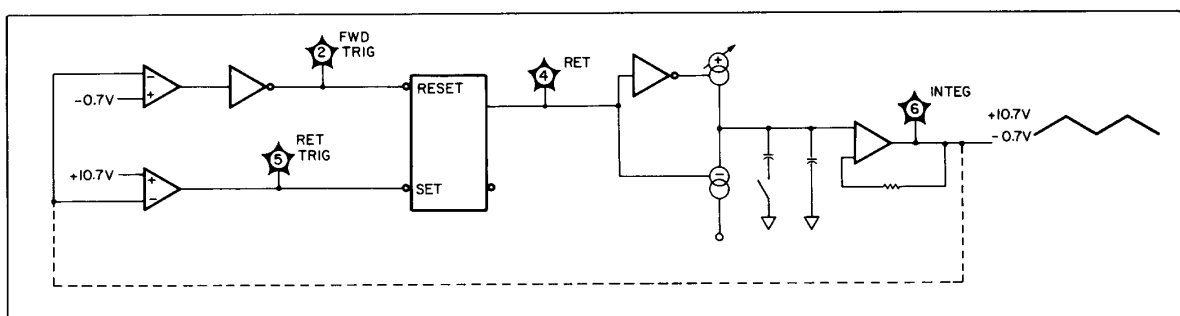 2 FWD TRIG
-0.7V
− +
RESET
4 RET
+
6 INTEG
+10.7V
-0.7V
5 RET TRIG
+10.7V
+ −
SET
−